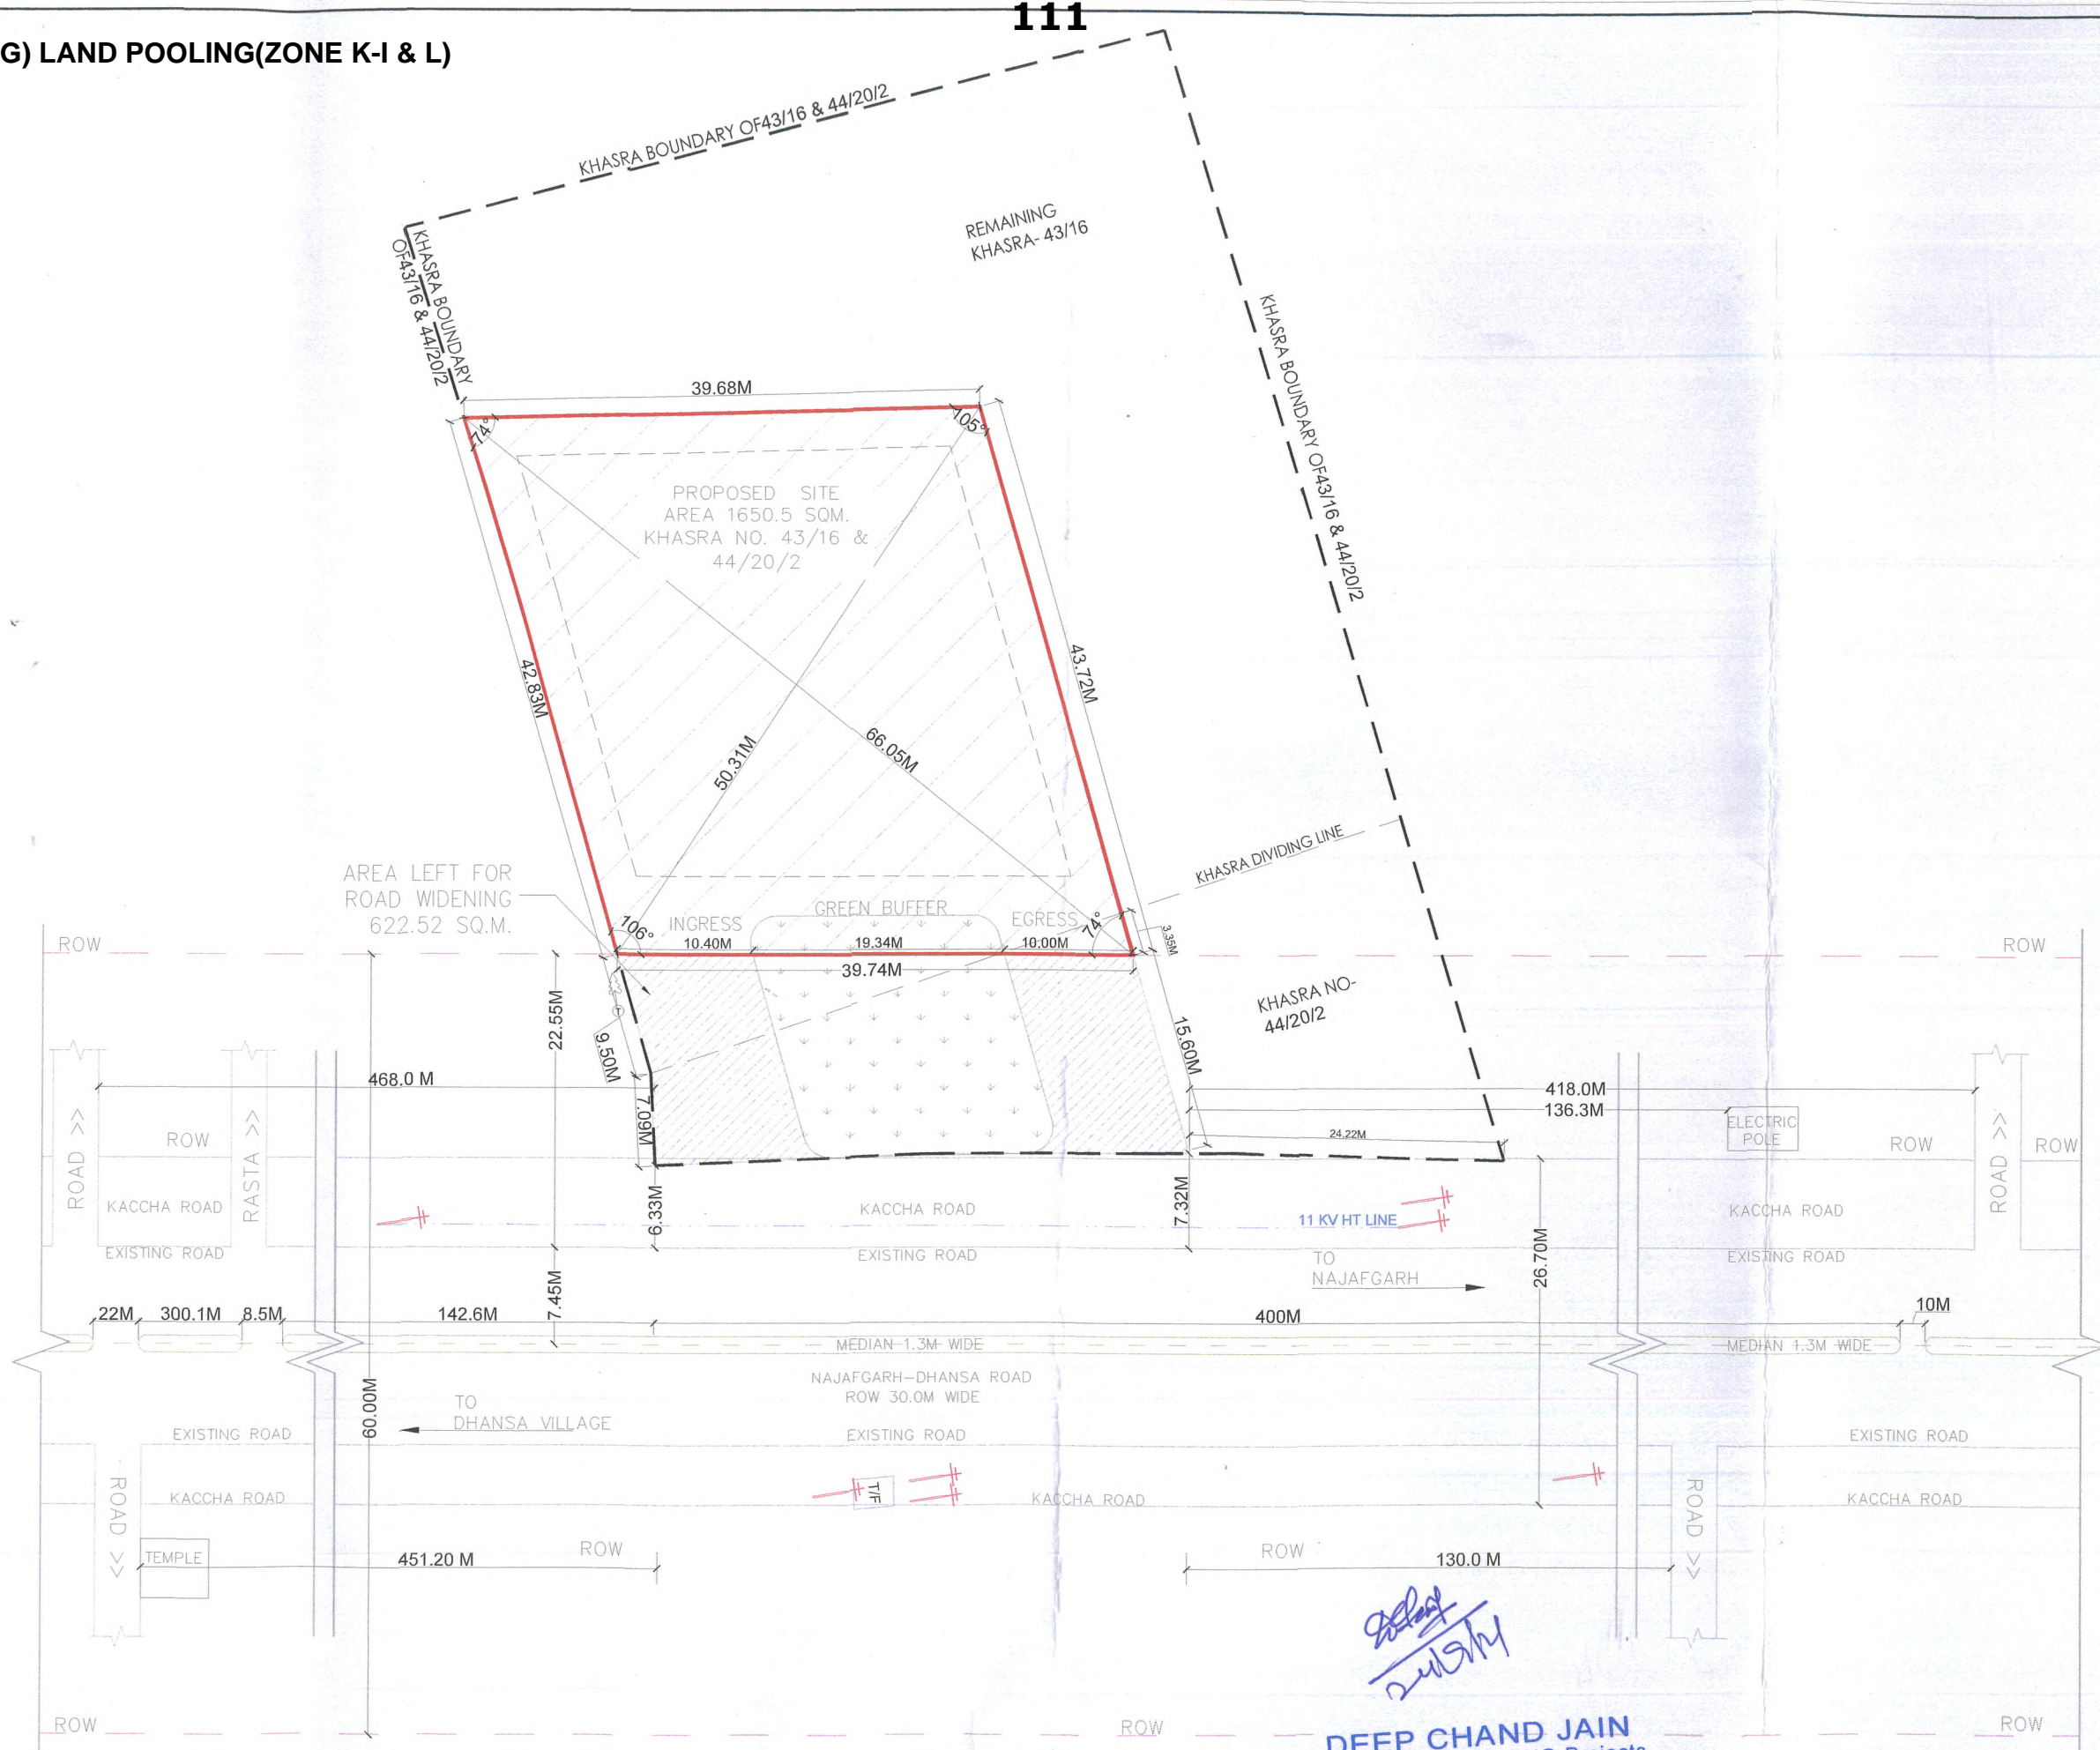 111
G) LAND POOLING(ZONE K-I & L)
KHASRA BOUNDARY OF43/16 & 44/20/2
KHASRA BOUNDARY
OF43/16 & 44/20/2
REMAINING
KHASRA- 43/16
KHASRA BOUNDARY OF43/16 & 44/20/2
39.68M
74°
105°
PROPOSED SITE
AREA 1650.5 SQM.
KHASRA NO. 43/16 &
44/20/2
42.83M
43.72M
50.31M
66.05M
KHASRA DIVIDING LINE
AREA LEFT FOR
ROAD WIDENING
622.52 SQ.M.
106°
INGRESS
GREEN BUFFER
EGRESS
74°
3.35M
10.40M
19.34M
10.00M
39.74M
ROW
ROW
KHASRA NO-
44/20/2
22.55M
9.50M
15.60M
7.09M
468.0 M
418.0M
136.3M
24.22M
ELECTRIC
POLE
ROAD >>
ROW
RASTA >>
ROW
ROAD >>
ROW
KACCHA ROAD
6.33M
KACCHA ROAD
7.32M
11 KV HT LINE
KACCHA ROAD
EXISTING ROAD
EXISTING ROAD
EXISTING ROAD
TO
NAJAFGARH
26.70M
7.45M
22M
300.1M
8.5M
142.6M
400M
10M
MEDIAN 1.3M WIDE
MEDIAN 1.3M WIDE
NAJAFGARH-DHANSA ROAD
ROW 30.0M WIDE
60.00M
TO
DHANSA VILLAGE
EXISTING ROAD
EXISTING ROAD
EXISTING ROAD
ROAD >>
KACCHA ROAD
T/F
KACCHA ROAD
ROAD >>
KACCHA ROAD
TEMPLE
451.20 M
ROW
ROW
130.0 M
ROW
ROW
ROW
DEEP CHAND JAIN